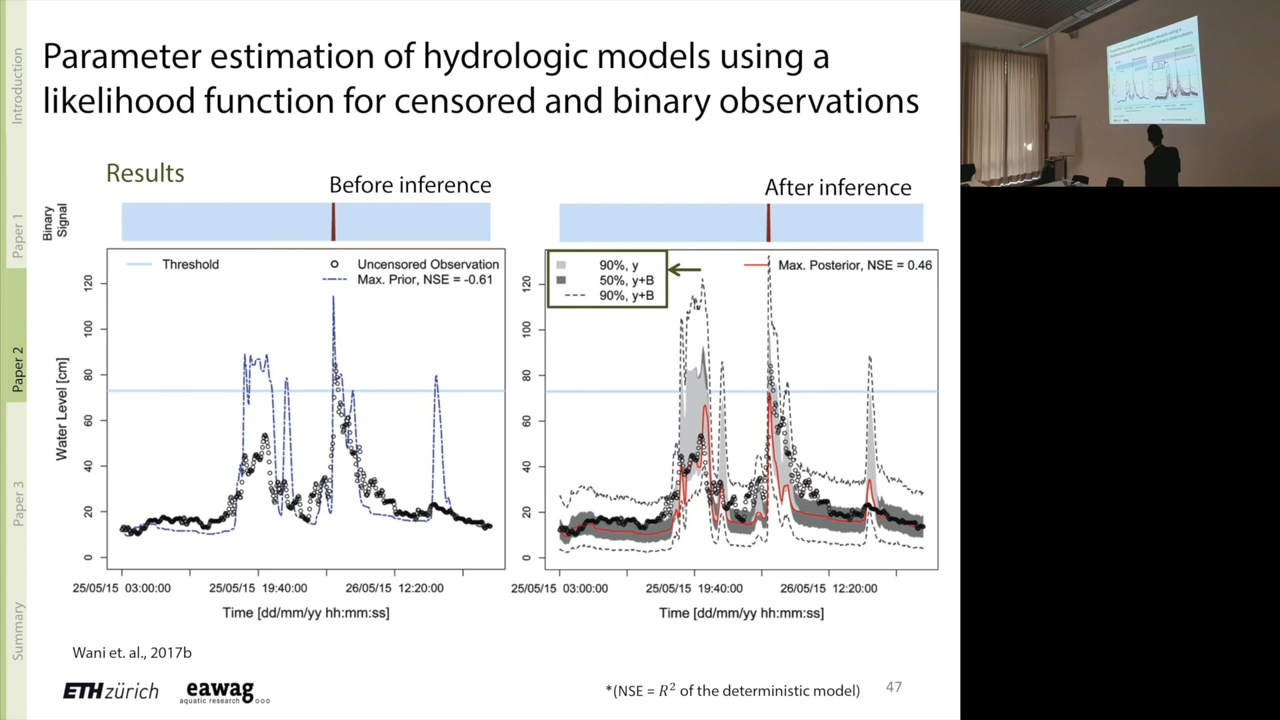 Parameter estimation of hydrologic models using a
likelihood function for censored and binary observations
Introduction
Paper 1
Paper 2
Paper 3
Summary
Results
Before inference
Binary
Signal
Threshold
Uncensored Observation
Max. Prior, NSE = -0.61
Water Level [cm]
120
100
80
60
40
20
0
25/05/15 03:00:00
25/05/15 19:40:00
26/05/15 12:20:00
Time [dd/mm/yy hh:mm:ss]
After inference
90%, y
50%, y+B
90%, y+B
Max. Posterior, NSE = 0.46
120
100
80
60
40
20
0
25/05/15 03:00:00
25/05/15 19:40:00
26/05/15 12:20:00
Time [dd/mm/yy hh:mm:ss]
Wani et. al., 2017b
ETH zürich
eawag
aquatic research
*(NSE = R² of the deterministic model)
47